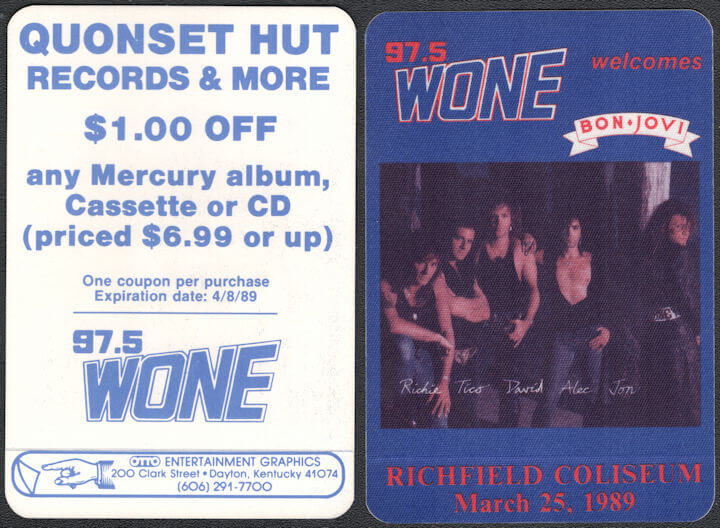 QUONSET HUT
RECORDS & MORE
$1.00 OFF
any Mercury album,
Cassette or CD
(priced $6.99 or up)
One coupon per purchase
Expiration date: 4/8/89
97.5
WONE
OTTO ENTERTAINMENT GRAPHICS
200 Clark Street • Dayton, Kentucky 41074
(606) 291-7700
97.5
WONE
welcomes
BON•JOVI
Richie Tico David Alec Jon
RICHFIELD COLISEUM
March 25, 1989